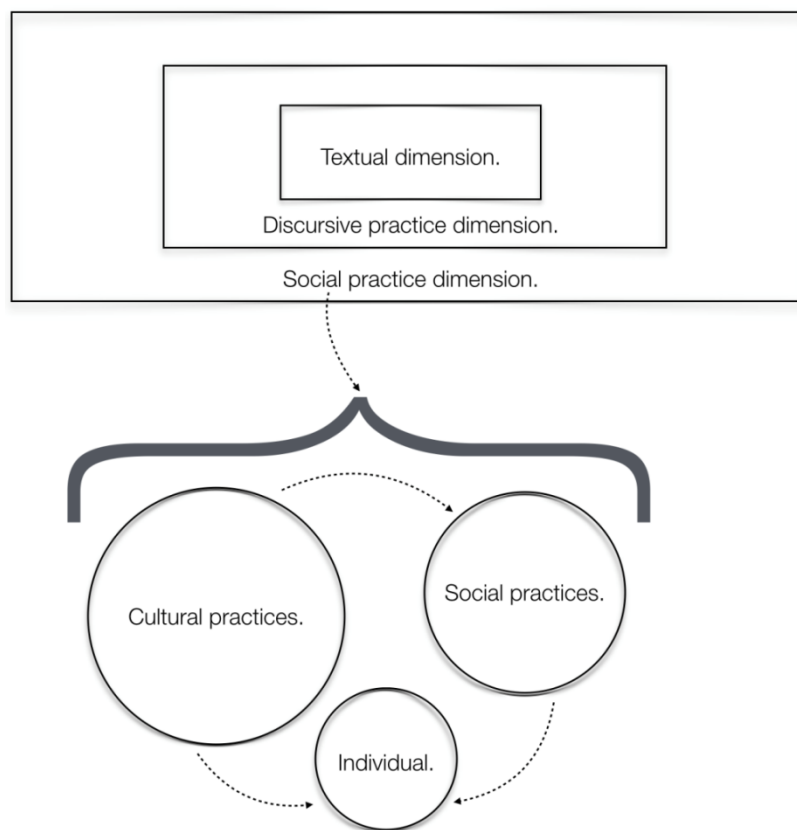 Textual dimension.
Discursive practice dimension.
Social practice dimension.
Cultural practices.
Social practices.
Individual.